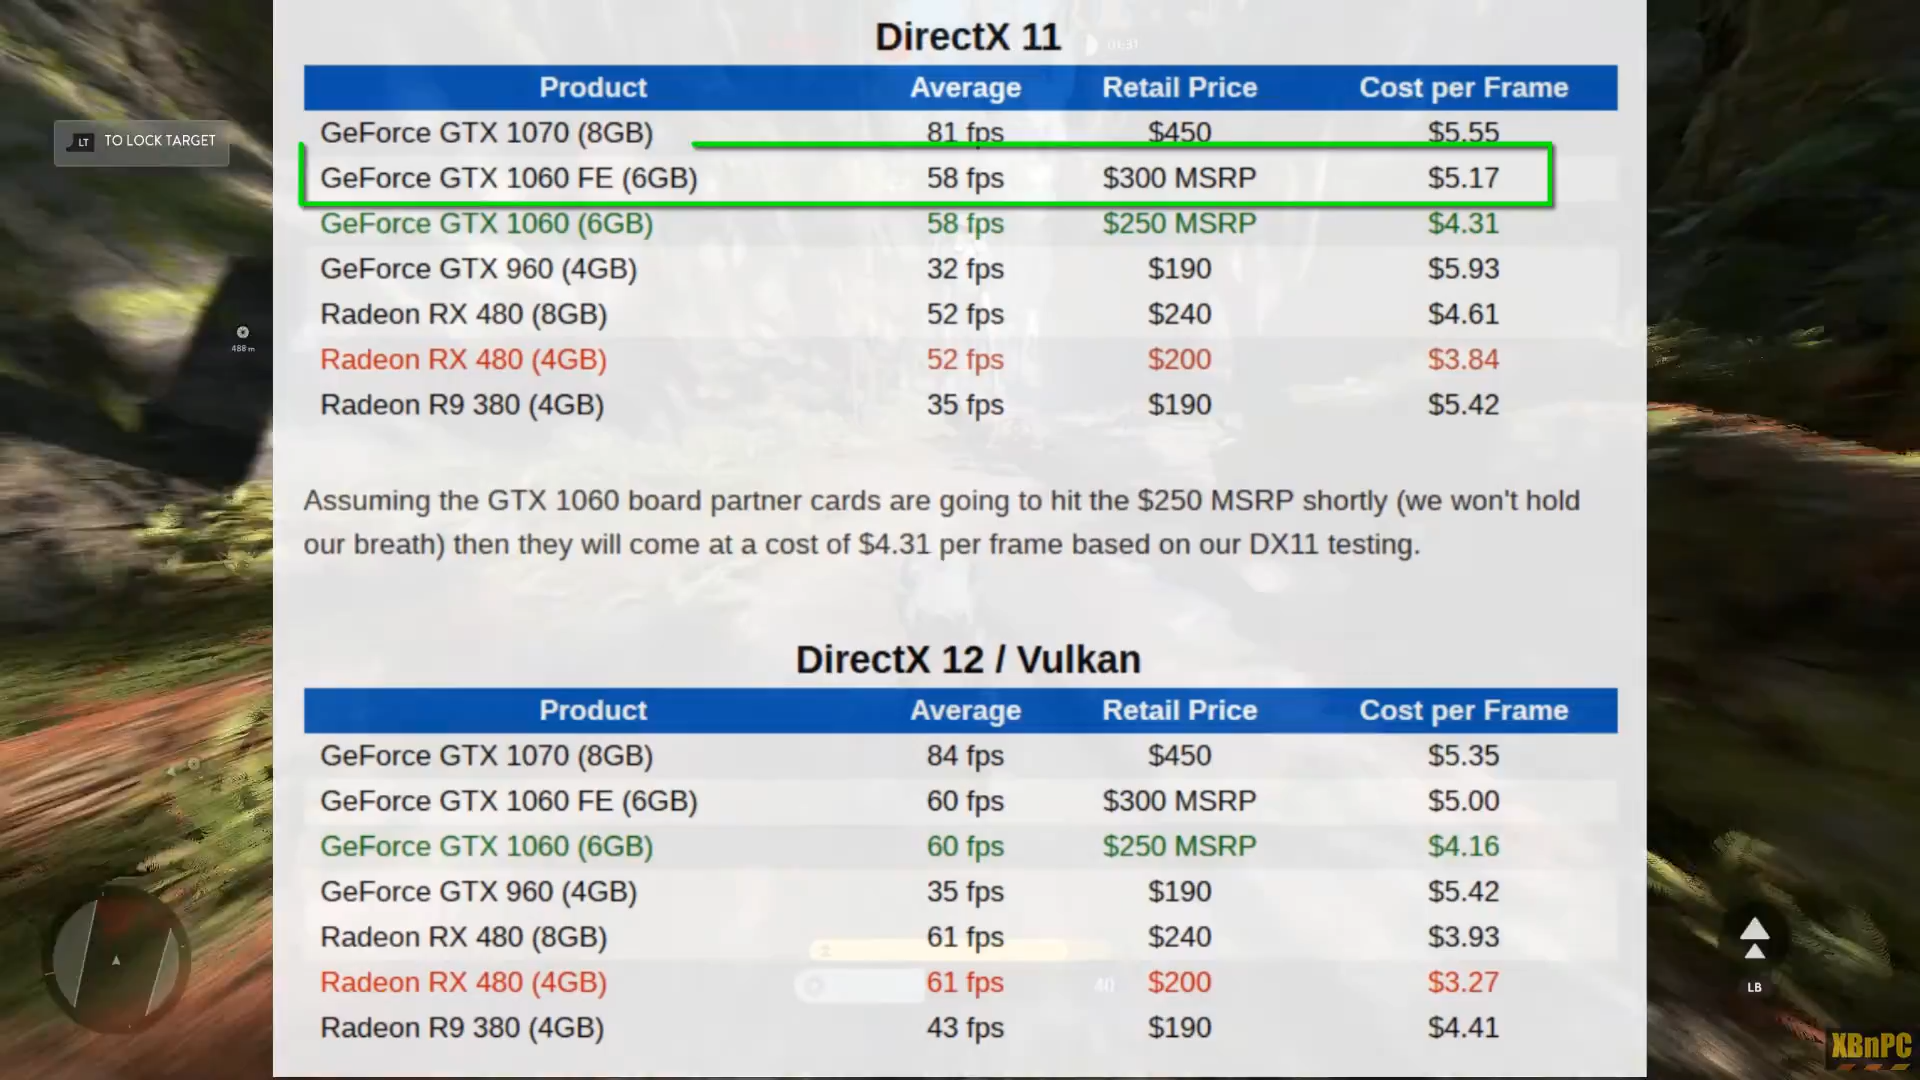 DirectX 11
01:31
Product Average Retail Price Cost per Frame
GeForce GTX 1070 (8GB) 81 fps $450 $5.55
LT TO LOCK TARGET
GeForce GTX 1060 FE (6GB) 58 fps $300 MSRP $5.17
GeForce GTX 1060 (6GB) 58 fps $250 MSRP $4.31
GeForce GTX 960 (4GB) 32 fps $190 $5.93
Radeon RX 480 (8GB) 52 fps $240 $4.61
488 m
Radeon RX 480 (4GB) 52 fps $200 $3.84
Radeon R9 380 (4GB) 35 fps $190 $5.42
Assuming the GTX 1060 board partner cards are going to hit the $250 MSRP shortly (we won't hold
our breath) then they will come at a cost of $4.31 per frame based on our DX11 testing.
DirectX 12 / Vulkan
Product Average Retail Price Cost per Frame
GeForce GTX 1070 (8GB) 84 fps $450 $5.35
GeForce GTX 1060 FE (6GB) 60 fps $300 MSRP $5.00
GeForce GTX 1060 (6GB) 60 fps $250 MSRP $4.16
GeForce GTX 960 (4GB) 35 fps $190 $5.42
Radeon RX 480 (8GB) 61 fps $240 $3.93
Radeon RX 480 (4GB) 61 fps $200 $3.27
40
LB
Radeon R9 380 (4GB) 43 fps $190 $4.41
XBnPC